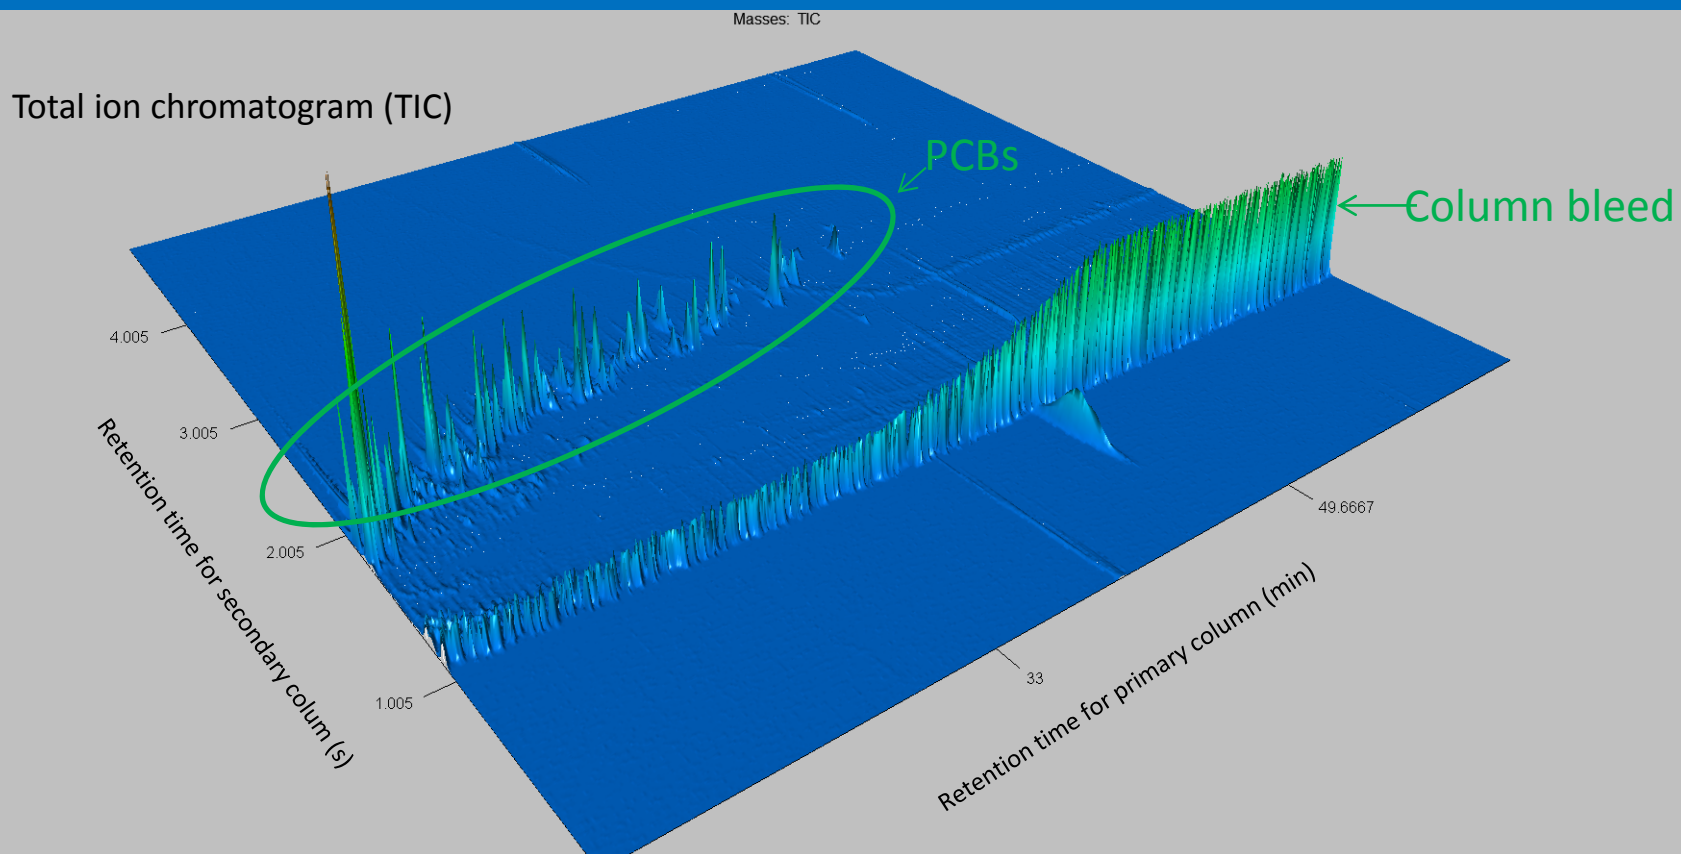 Masses: TIC
Total ion chromatogram (TIC)
PCBs
Column bleed
4.005
3.005
2.005
1.005
Retention time for secondary colum (s)
49.6667
33
Retention time for primary column (min)